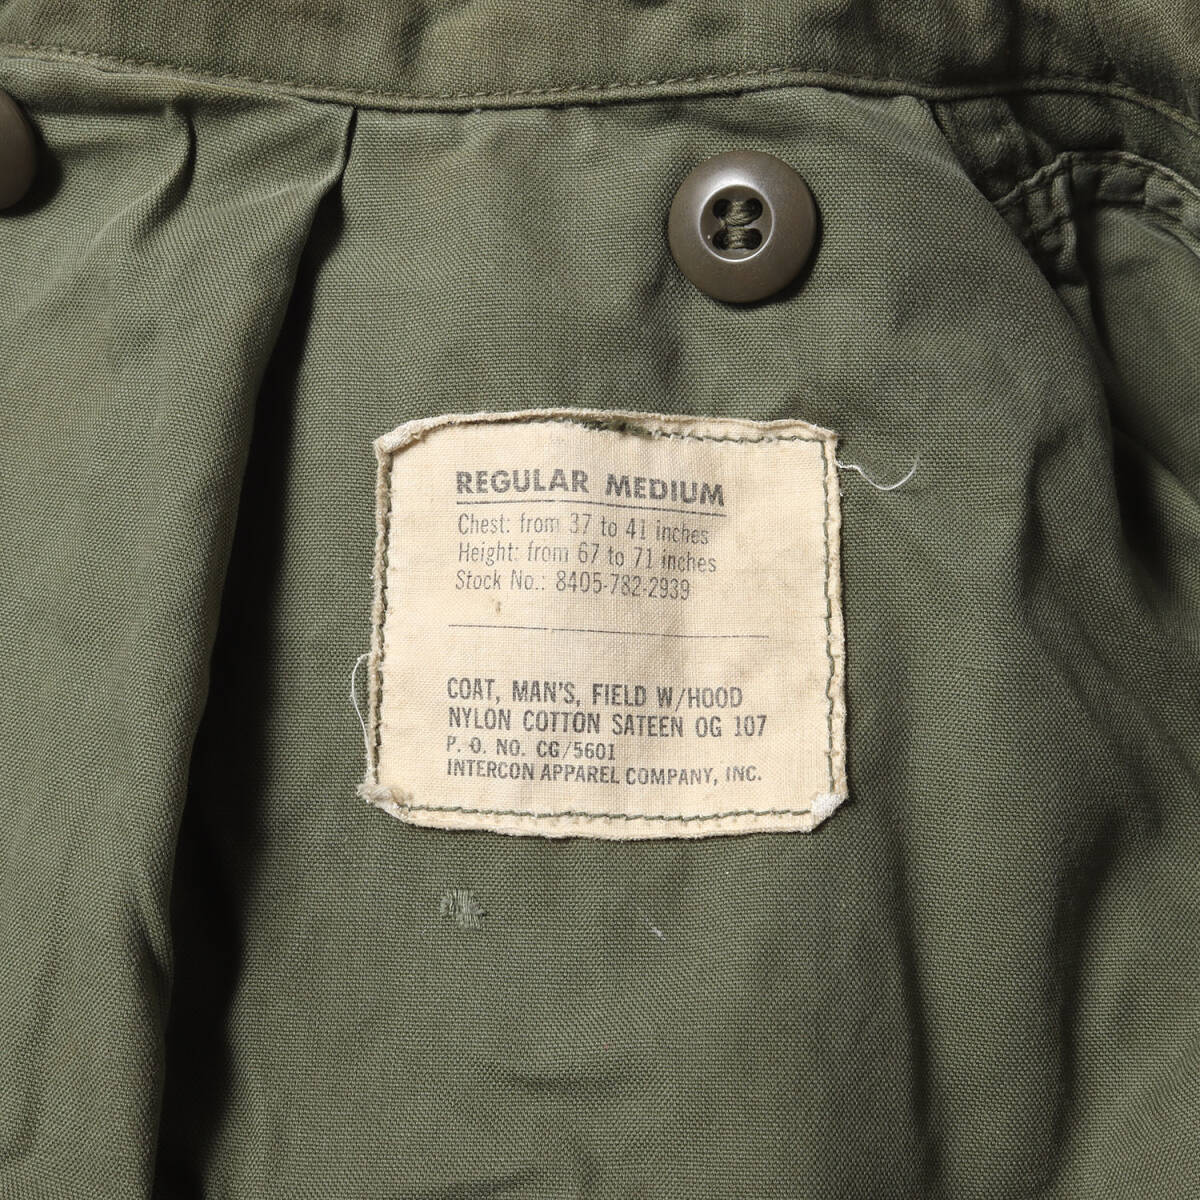 REGULAR MEDIUM
Chest: from 37 to 41 inches
Height: from 67 to 71 inches
Stock No.: 8405-782-2939
COAT, MAN'S, FIELD W/HOOD
NYLON COTTON SATEEN OG 107
P. O. NO. CG/5601
INTERCON APPAREL COMPANY, INC.